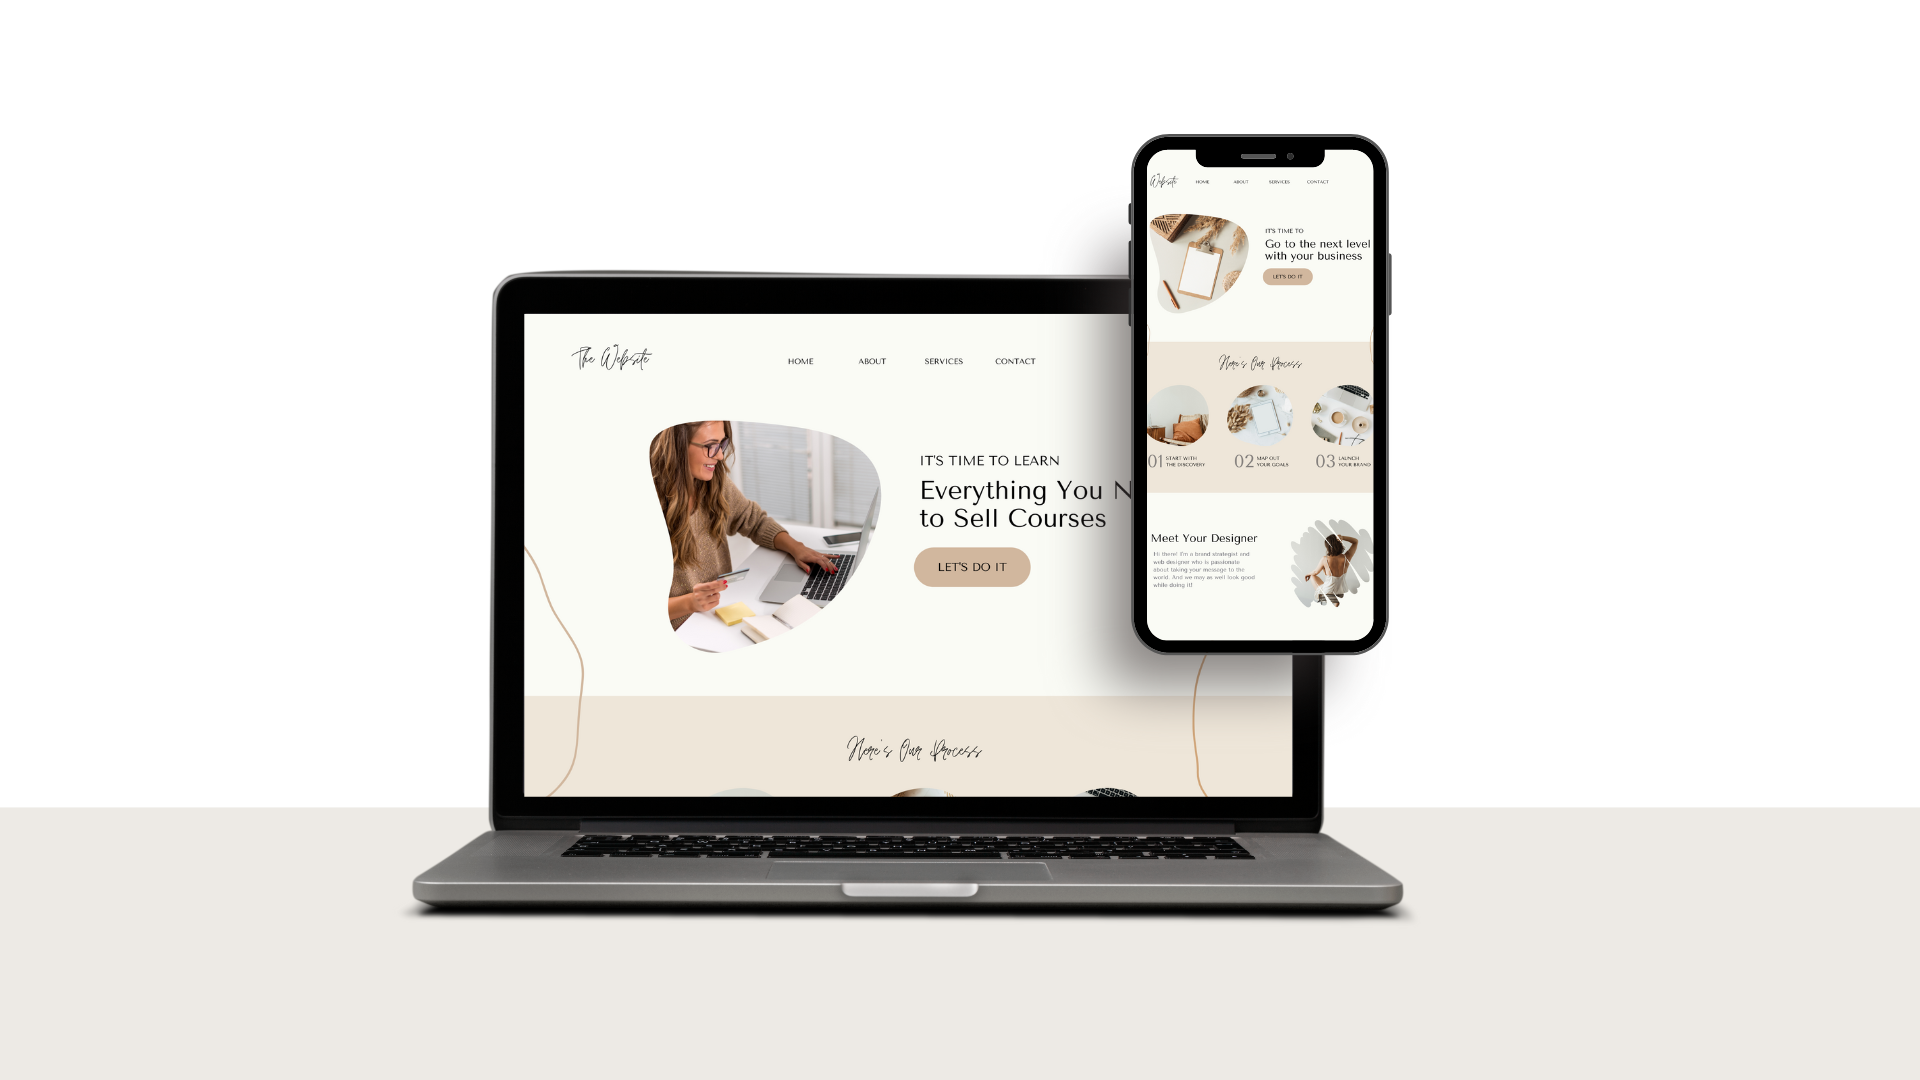 The Website
HOME ABOUT SERVICES CONTACT
IT'S TIME TO LEARN
Everything You N
to Sell Courses
LET'S DO IT
Here's Our Process
Website
HOME ABOUT SERVICES CONTACT
IT'S TIME TO
Go to the next level
with your business
LET'S DO IT
Here's Our Process
01 START WITH
THE DISCOVERY
02 MAP OUT
YOUR GOALS
03 LAUNCH
YOUR BRAND
Meet Your Designer
Hi there! I'm a brand strategist and
web designer who is passionate
about taking your message to the
world. And we may as well look good
while doing it!